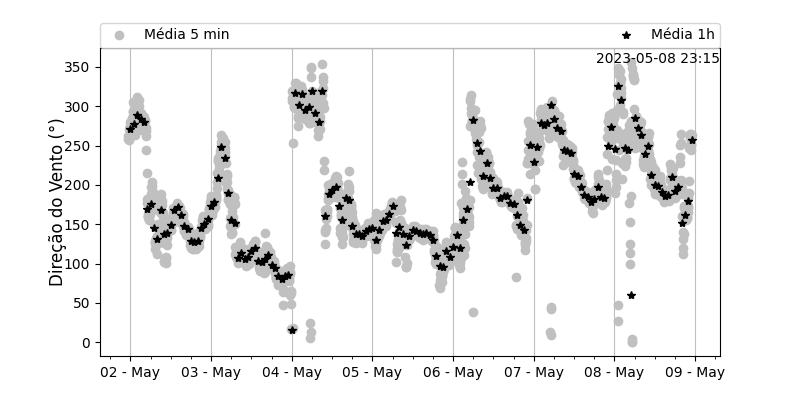 Média 5 min
Média 1h
2023-05-08 23:15
Direção do Vento (°)
350
300
250
200
150
100
50
0
02 - May
03 - May
04 - May
05 - May
06 - May
07 - May
08 - May
09 - May